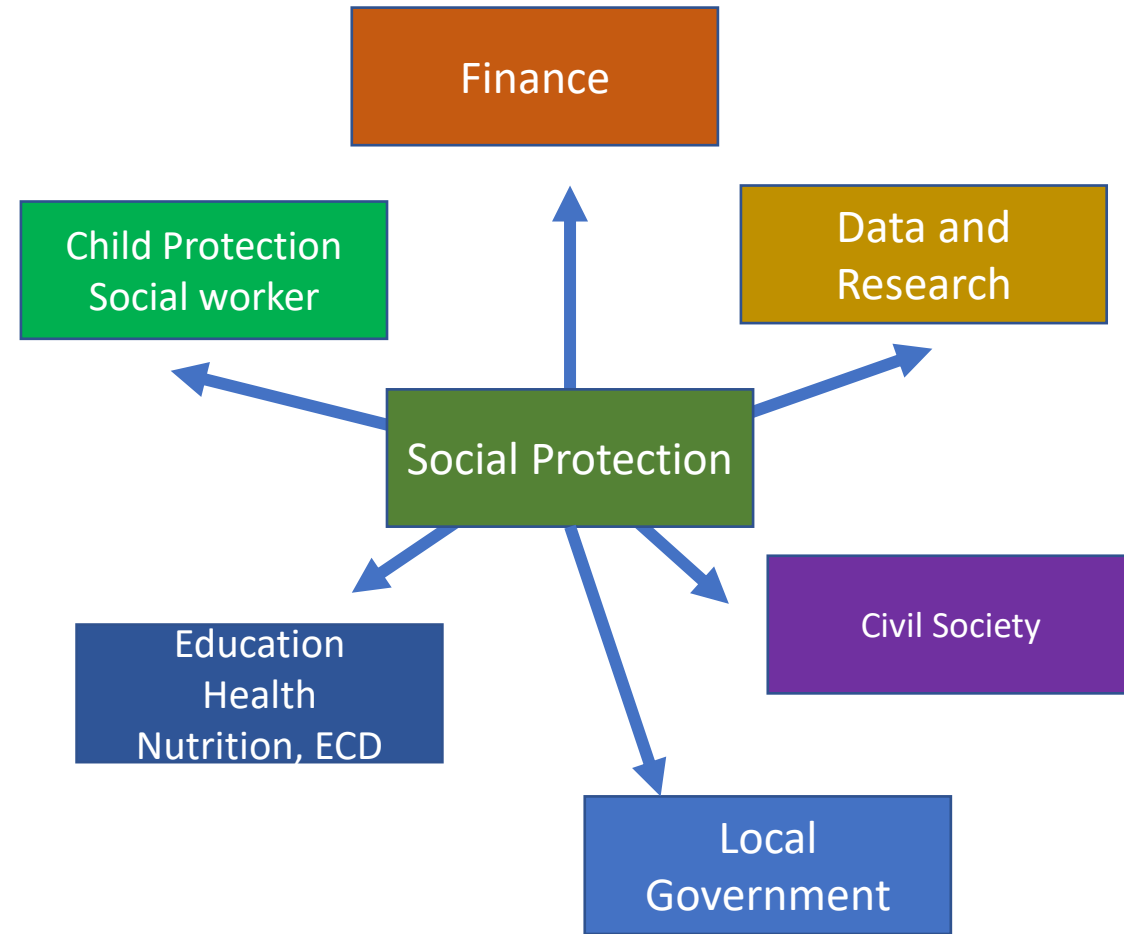 Finance
Child Protection
Social worker
Data and
Research
Social Protection
Education
Health
Nutrition, ECD
Civil Society
Local
Government